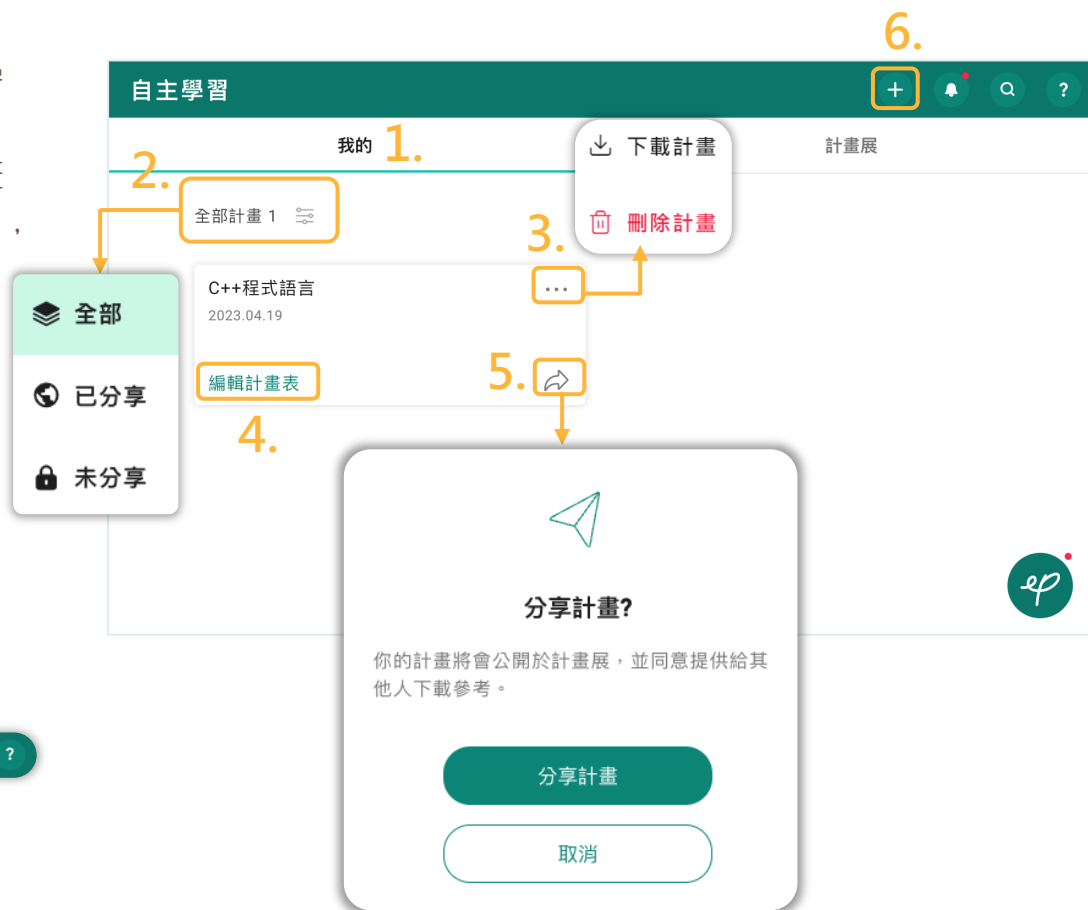 6.
自主學習
?
我的
1.
計畫展
下載計畫
刪除計畫
2.
全部計畫 1
3.
全部
已分享
未分享
C++程式語言
2023.04.19
編輯計畫表
4.
5.
ep
分享計畫?
你的計畫將會公開於計畫展，並同意提供給其
他人下載參考。
分享計畫
取消
?